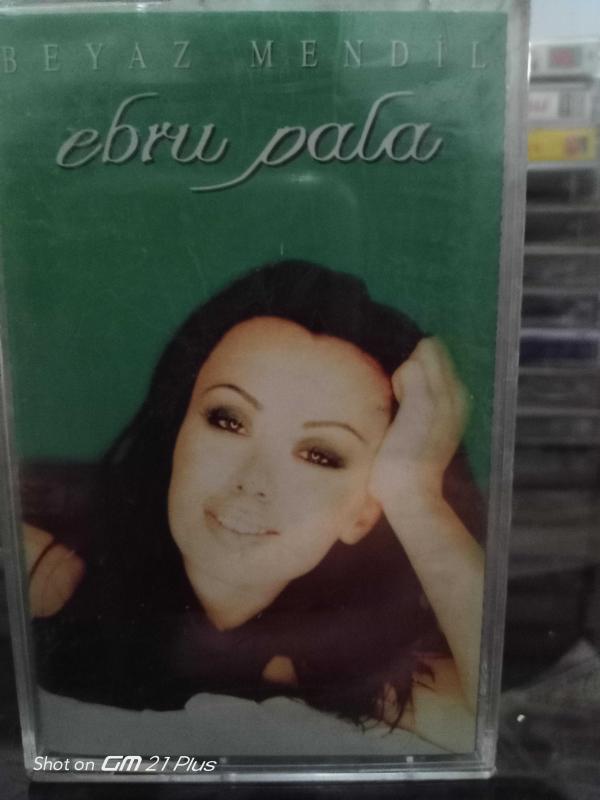 BEYAZ MENDİL
ebru pala
Shot on GM 21 Plus